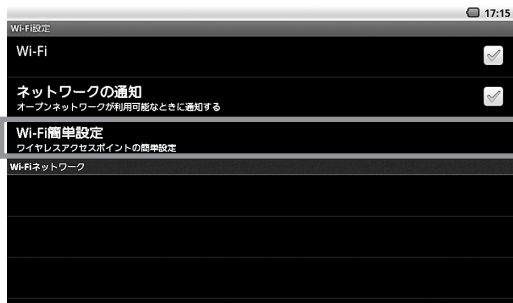 17:15
Wi-Fi設定
Wi-Fi
ネットワークの通知
オープンネットワークが利用可能なときに通知する
Wi-Fi簡単設定
ワイヤレスアクセスポイントの簡単設定
Wi-Fiネットワーク